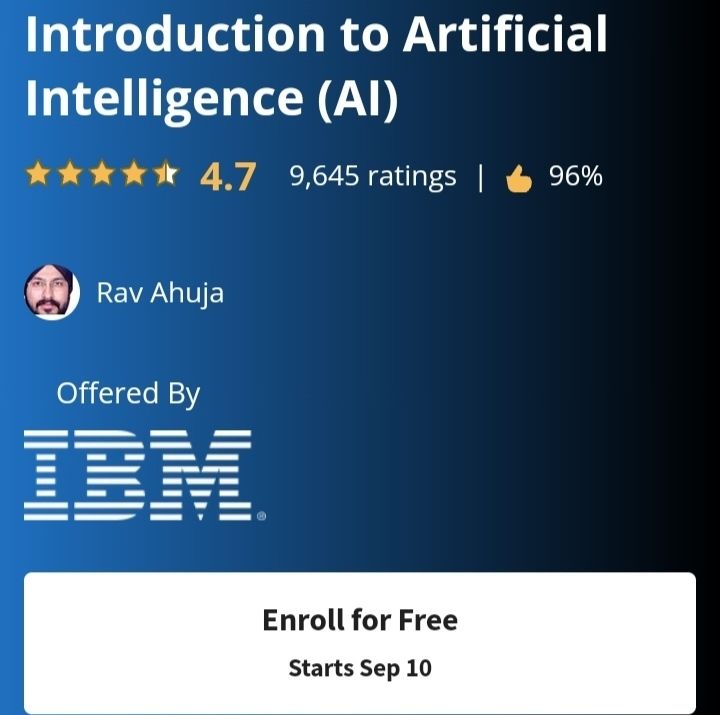 Introduction to Artificial
Intelligence (AI)
4.7 9,645 ratings | 96%
Rav Ahuja
Offered By
IBM®
Enroll for Free
Starts Sep 10